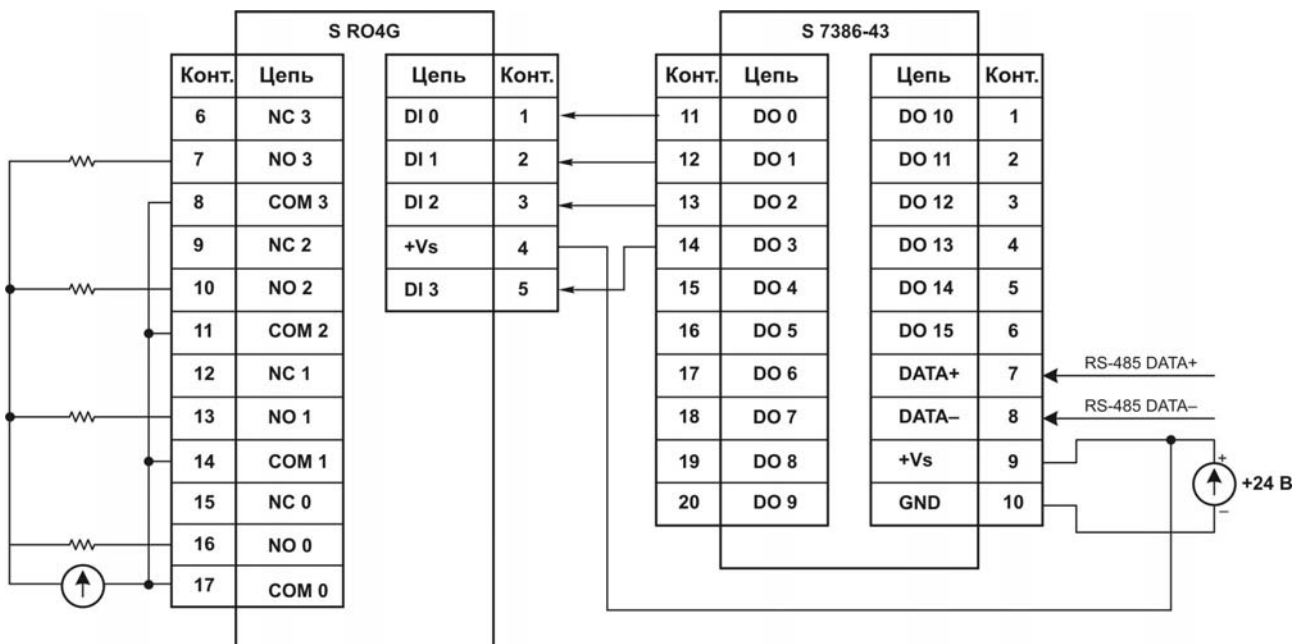 S RO4G
S 7386-43
Конт. Цепь Цепь Конт. Конт. Цепь Цепь Конт.
6 NC 3 DI 0 1 11 DO 0 DO 10 1
7 NO 3 DI 1 2 12 DO 1 DO 11 2
8 COM 3 DI 2 3 13 DO 2 DO 12 3
9 NC 2 +Vs 4 14 DO 3 DO 13 4
10 NO 2 DI 3 5 15 DO 4 DO 14 5
11 COM 2 16 DO 5 DO 15 6
12 NC 1 17 DO 6 DATA+ 7 RS-485 DATA+
13 NO 1 18 DO 7 DATA– 8 RS-485 DATA–
14 COM 1 19 DO 8 +Vs 9 +
15 NC 0 20 DO 9 GND 10 – +24 В
16 NO 0
17 COM 0